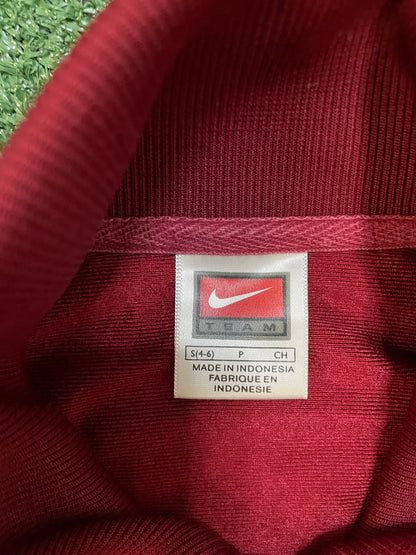 TEAM
S(4-6) P CH
MADE IN INDONESIA
FABRIQUE EN
INDONESIE